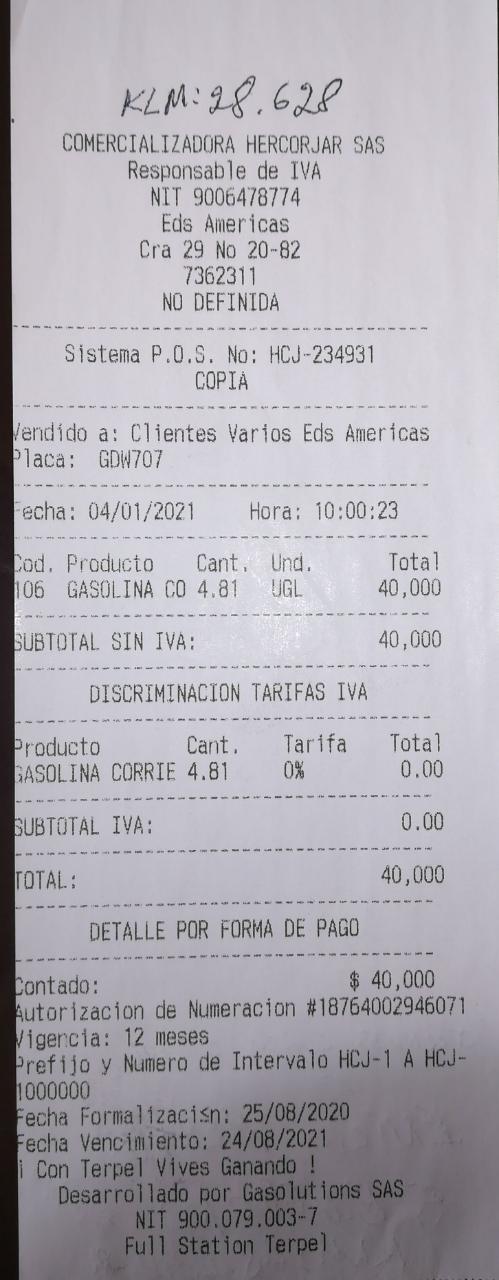 KLM: 28.628
COMERCIALIZADORA HERCORJAR SAS
Responsable de IVA
NIT 9006478774
Eds Americas
Cra 29 No 20-82
7362311
NO DEFINIDA
Sistema P.O.S. No: HCJ-234931
COPIA
Vendido a: Clientes Varios Eds Americas
Placa: GDW707
Fecha: 04/01/2021 Hora: 10:00:23
Cod. Producto Cant. Und. Total
106 GASOLINA CO 4.81 UGL 40,000
SUBTOTAL SIN IVA: 40,000
DISCRIMINACION TARIFAS IVA
Producto Cant. Tarifa Total
GASOLINA CORRIE 4.81 0% 0.00
SUBTOTAL IVA: 0.00
TOTAL: 40,000
DETALLE POR FORMA DE PAGO
Contado: $ 40,000
Autorizacion de Numeracion #18764002946071
Vigencia: 12 meses
Prefijo y Numero de Intervalo HCJ-1 A HCJ-
1000000
Fecha Formalizaci≤n: 25/08/2020
Fecha Vencimiento: 24/08/2021
¡ Con Terpel Vives Ganando !
Desarrollado por Gasolutions SAS
NIT 900.079.003-7
Full Station Terpel